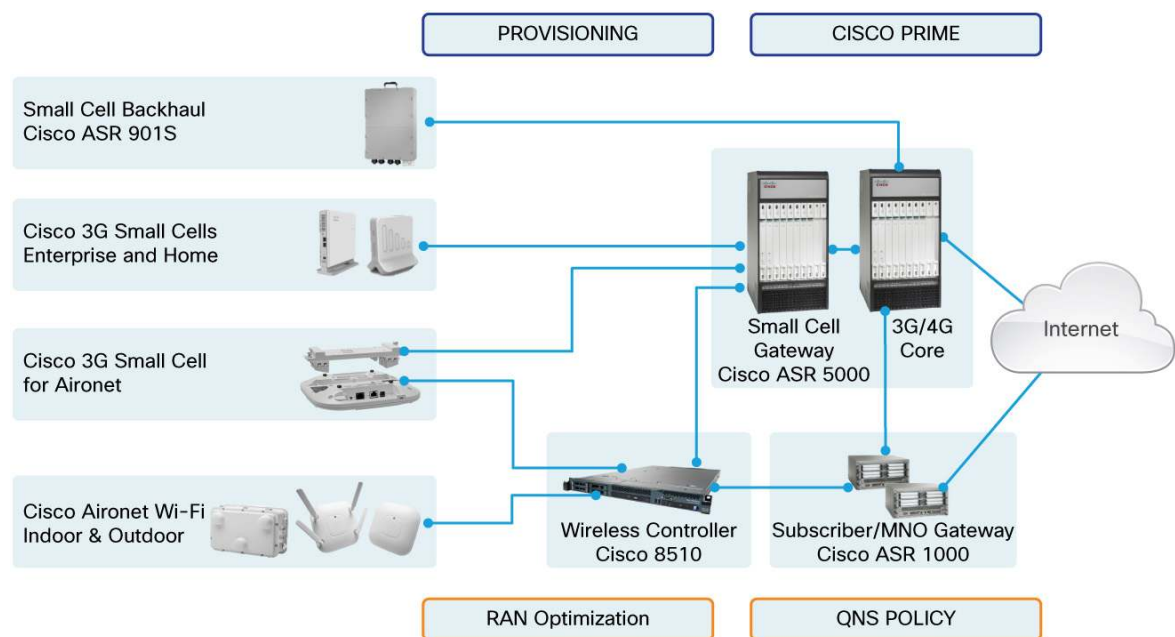 PROVISIONING
CISCO PRIME
Small Cell Backhaul
Cisco ASR 901S
Cisco 3G Small Cells
Enterprise and Home
Small Cell
Gateway
Cisco ASR 5000
3G/4G
Core
Internet
Cisco 3G Small Cell
for Aironet
Cisco Aironet Wi-Fi
Indoor & Outdoor
Wireless Controller
Cisco 8510
Subscriber/MNO Gateway
Cisco ASR 1000
RAN Optimization
QNS POLICY